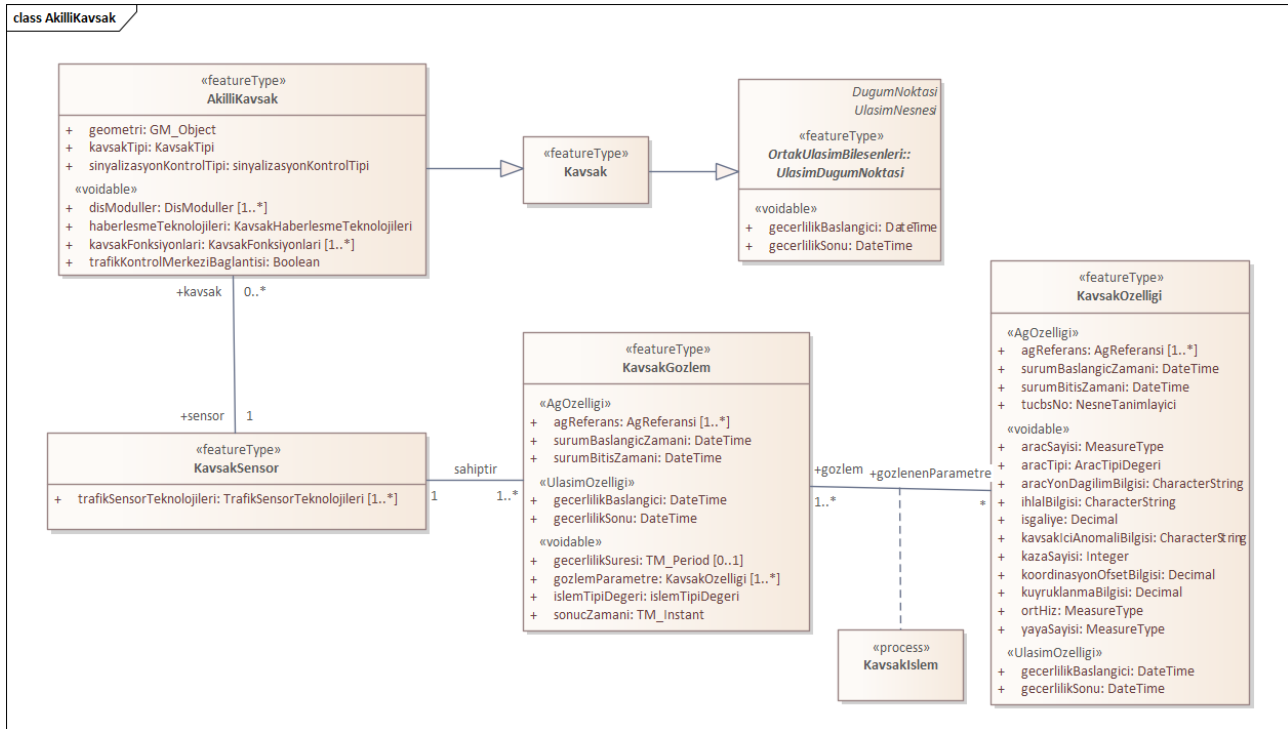 class AkilliKavsak
«featureType»
AkilliKavsak
+ geometri: GM_Object
+ kavsakTipi: KavsakTipi
+ sinyalizasyonKontrolTipi: sinyalizasyonKontrolTipi
«voidable»
+ disModuller: DisModuller [1..*]
+ haberlesmeTeknolojileri: KavsakHaberlesmeTeknolojileri
+ kavsakFonksiyonlari: KavsakFonksiyonlari [1..*]
+ trafikKontrolMerkeziBaglantisi: Boolean
«featureType»
Kavsak
DugumNoktasi
UlasimNesnesi
«featureType»
OrtakUlasimBilesenleri::
UlasimDugumNoktasi
«voidable»
+ gecerlilikBaslangici: DateTime
+ gecerlilikSonu: DateTime
+kavsak 0..*
+sensor 1
«featureType»
KavsakSensor
+ trafikSensorTeknolojileri: TrafikSensorTeknolojileri [1..*]
sahiptir
1 1..*
«featureType»
KavsakGozlem
«AgOzelligi»
+ agReferans: AgReferansi [1..*]
+ surumBaslangicZamani: DateTime
+ surumBitisZamani: DateTime
«UlasimOzelligi»
+ gecerlilikBaslangici: DateTime
+ gecerlilikSonu: DateTime
«voidable»
+ gecerlilikSuresi: TM_Period [0..1]
+ gozlemParametre: KavsakOzelligi [1..*]
+ islemTipiDegeri: islemTipiDegeri
+ sonucZamani: TM_Instant
+gozlem +gozlenenParametre
1..* *
«process»
KavsakIslem
«featureType»
KavsakOzelligi
«AgOzelligi»
+ agReferans: AgReferansi [1..*]
+ surumBaslangicZamani: DateTime
+ surumBitisZamani: DateTime
+ tucbsNo: NesneTanimlayici
«voidable»
+ aracSayisi: MeasureType
+ aracTipi: AracTipiDegeri
+ aracYonDagilimBilgisi: CharacterString
+ ihlalBilgisi: CharacterString
+ isgaliye: Decimal
+ kavsakIciAnomaliBilgisi: CharacterString
+ kazaSayisi: Integer
+ koordinasyonOfsetBilgisi: Decimal
+ kuyruklanmaBilgisi: Decimal
+ ortHiz: MeasureType
+ yayaSayisi: MeasureType
«UlasimOzelligi»
+ gecerlilikBaslangici: DateTime
+ gecerlilikSonu: DateTime